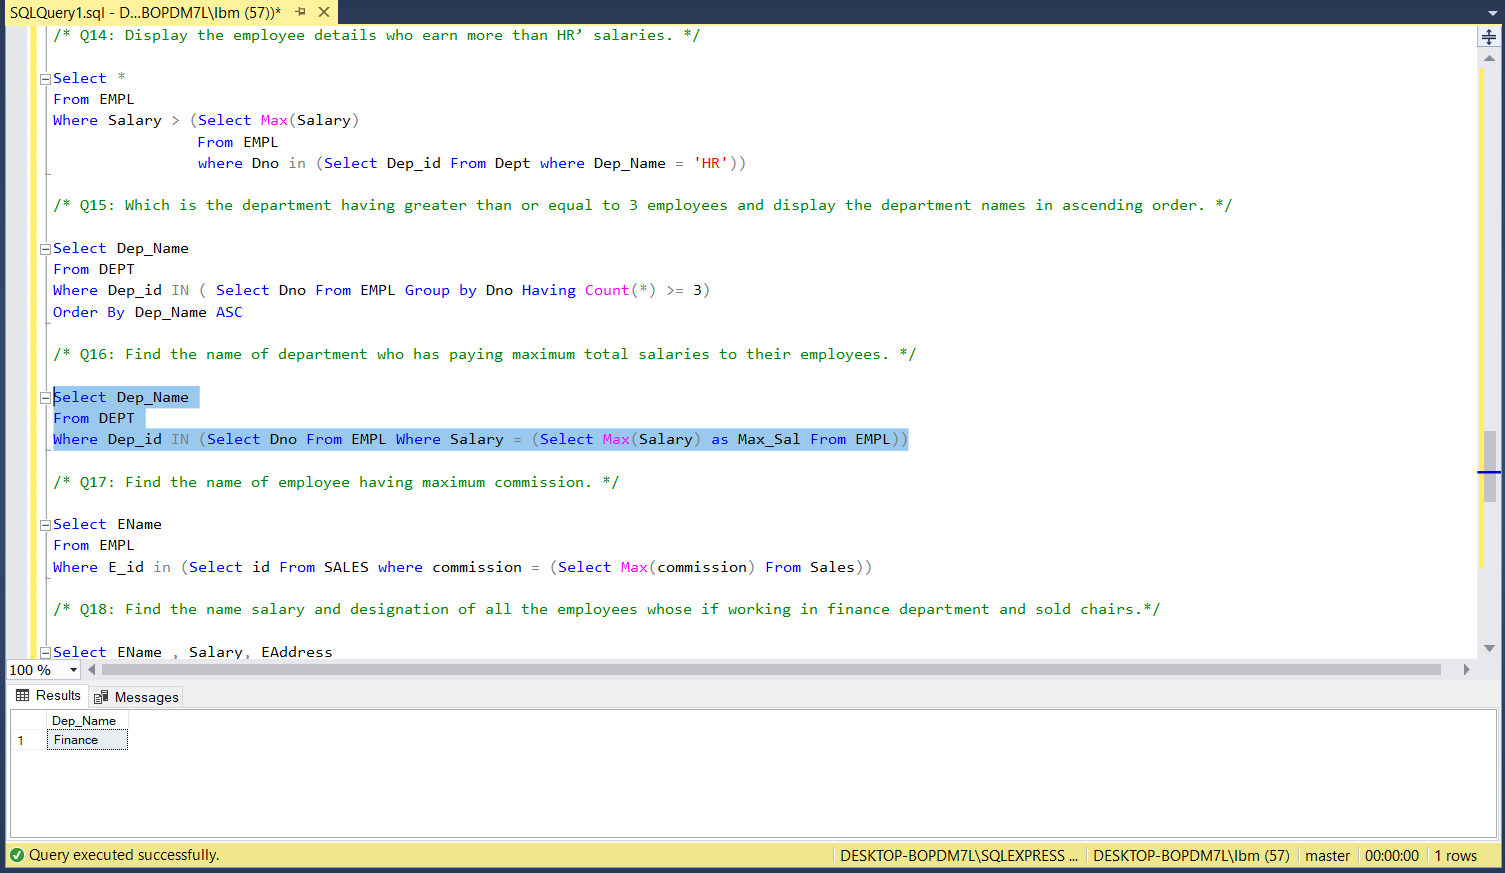 SQLQuery1.sql - D...BOPDM7L\Ibm (57))*
/* Q14: Display the employee details who earn more than HR’ salaries. */
Select *
From EMPL
Where Salary > (Select Max(Salary)
From EMPL
where Dno in (Select Dep_id From Dept where Dep_Name = 'HR'))
/* Q15: Which is the department having greater than or equal to 3 employees and display the department names in ascending order. */
Select Dep_Name
From DEPT
Where Dep_id IN ( Select Dno From EMPL Group by Dno Having Count(*) >= 3)
Order By Dep_Name ASC
/* Q16: Find the name of department who has paying maximum total salaries to their employees. */
Select Dep_Name
From DEPT
Where Dep_id IN (Select Dno From EMPL Where Salary = (Select Max(Salary) as Max_Sal From EMPL))
/* Q17: Find the name of employee having maximum commission. */
Select EName
From EMPL
Where E_id in (Select id From SALES where commission = (Select Max(commission) From Sales))
/* Q18: Find the name salary and designation of all the employees whose if working in finance department and sold chairs.*/
Select EName , Salary, EAddress
100 %
Results Messages
Dep_Name
1 Finance
Query executed successfully. DESKTOP-BOPDM7L\SQLEXPRESS ... DESKTOP-BOPDM7L\Ibm (57) master 00:00:00 1 rows